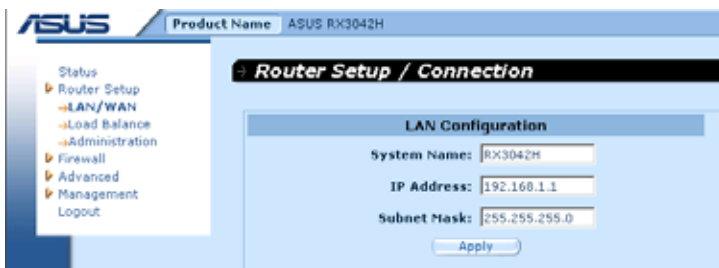 ASUS
Product Name ASUS RX3042H
Status
Router Setup
LAN/WAN
Load Balance
Administration
Firewall
Advanced
Management
Logout
Router Setup / Connection
LAN Configuration
System Name: RX3042H
IP Address: 192.168.1.1
Subnet Mask: 255.255.255.0
Apply